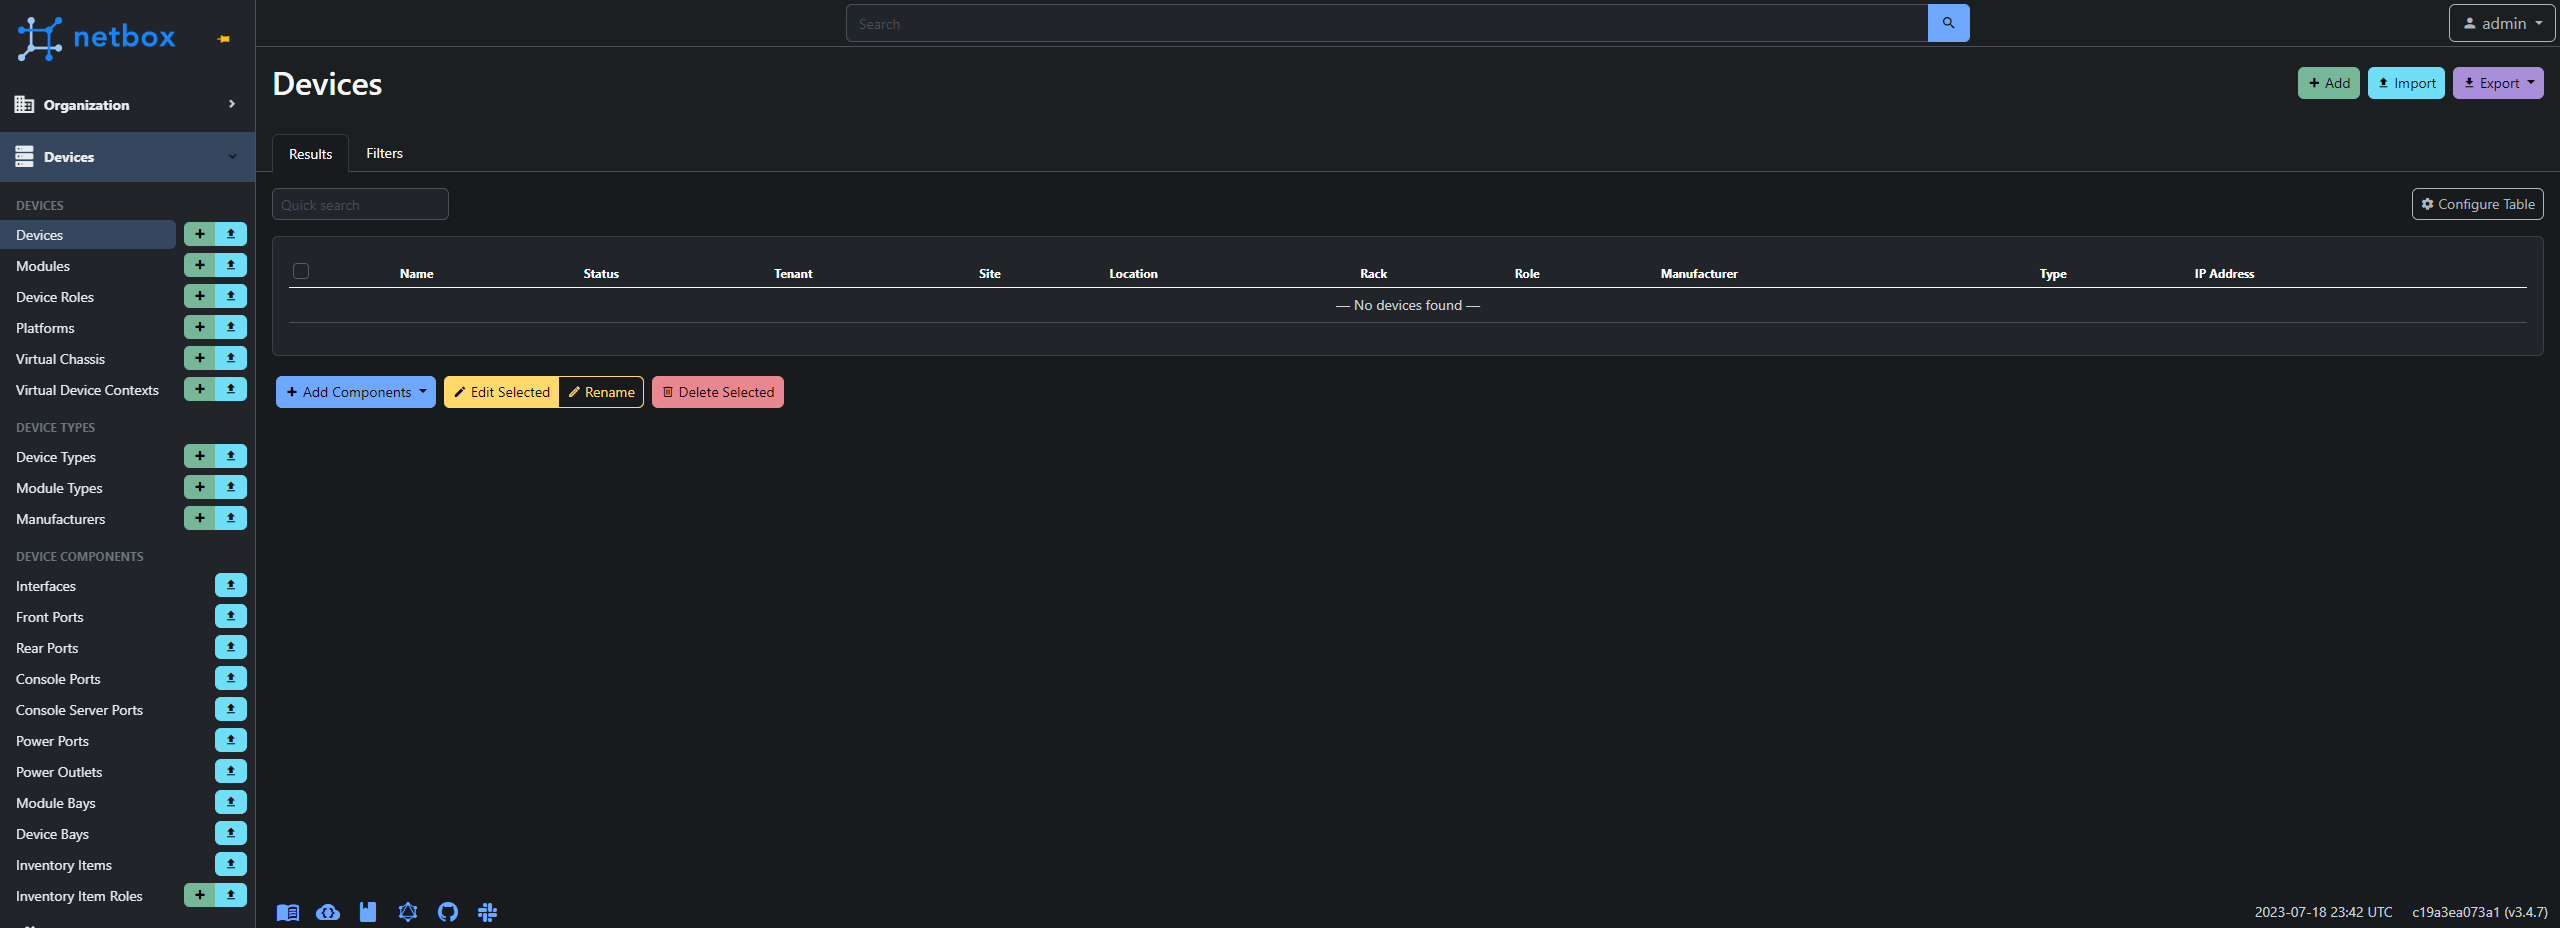 netbox
Search
admin
Organization
Devices
DEVICES
Devices
Modules
Device Roles
Platforms
Virtual Chassis
Virtual Device Contexts
DEVICE TYPES
Device Types
Module Types
Manufacturers
DEVICE COMPONENTS
Interfaces
Front Ports
Rear Ports
Console Ports
Console Server Ports
Power Ports
Power Outlets
Module Bays
Device Bays
Inventory Items
Inventory Item Roles
Devices
Add Import Export
Results Filters
Quick search
Configure Table
Name Status Tenant Site Location Rack Role Manufacturer Type IP Address
— No devices found —
Add Components Edit Selected Rename Delete Selected
2023-07-18 23:42 UTC c19a3ea073a1 (v3.4.7)